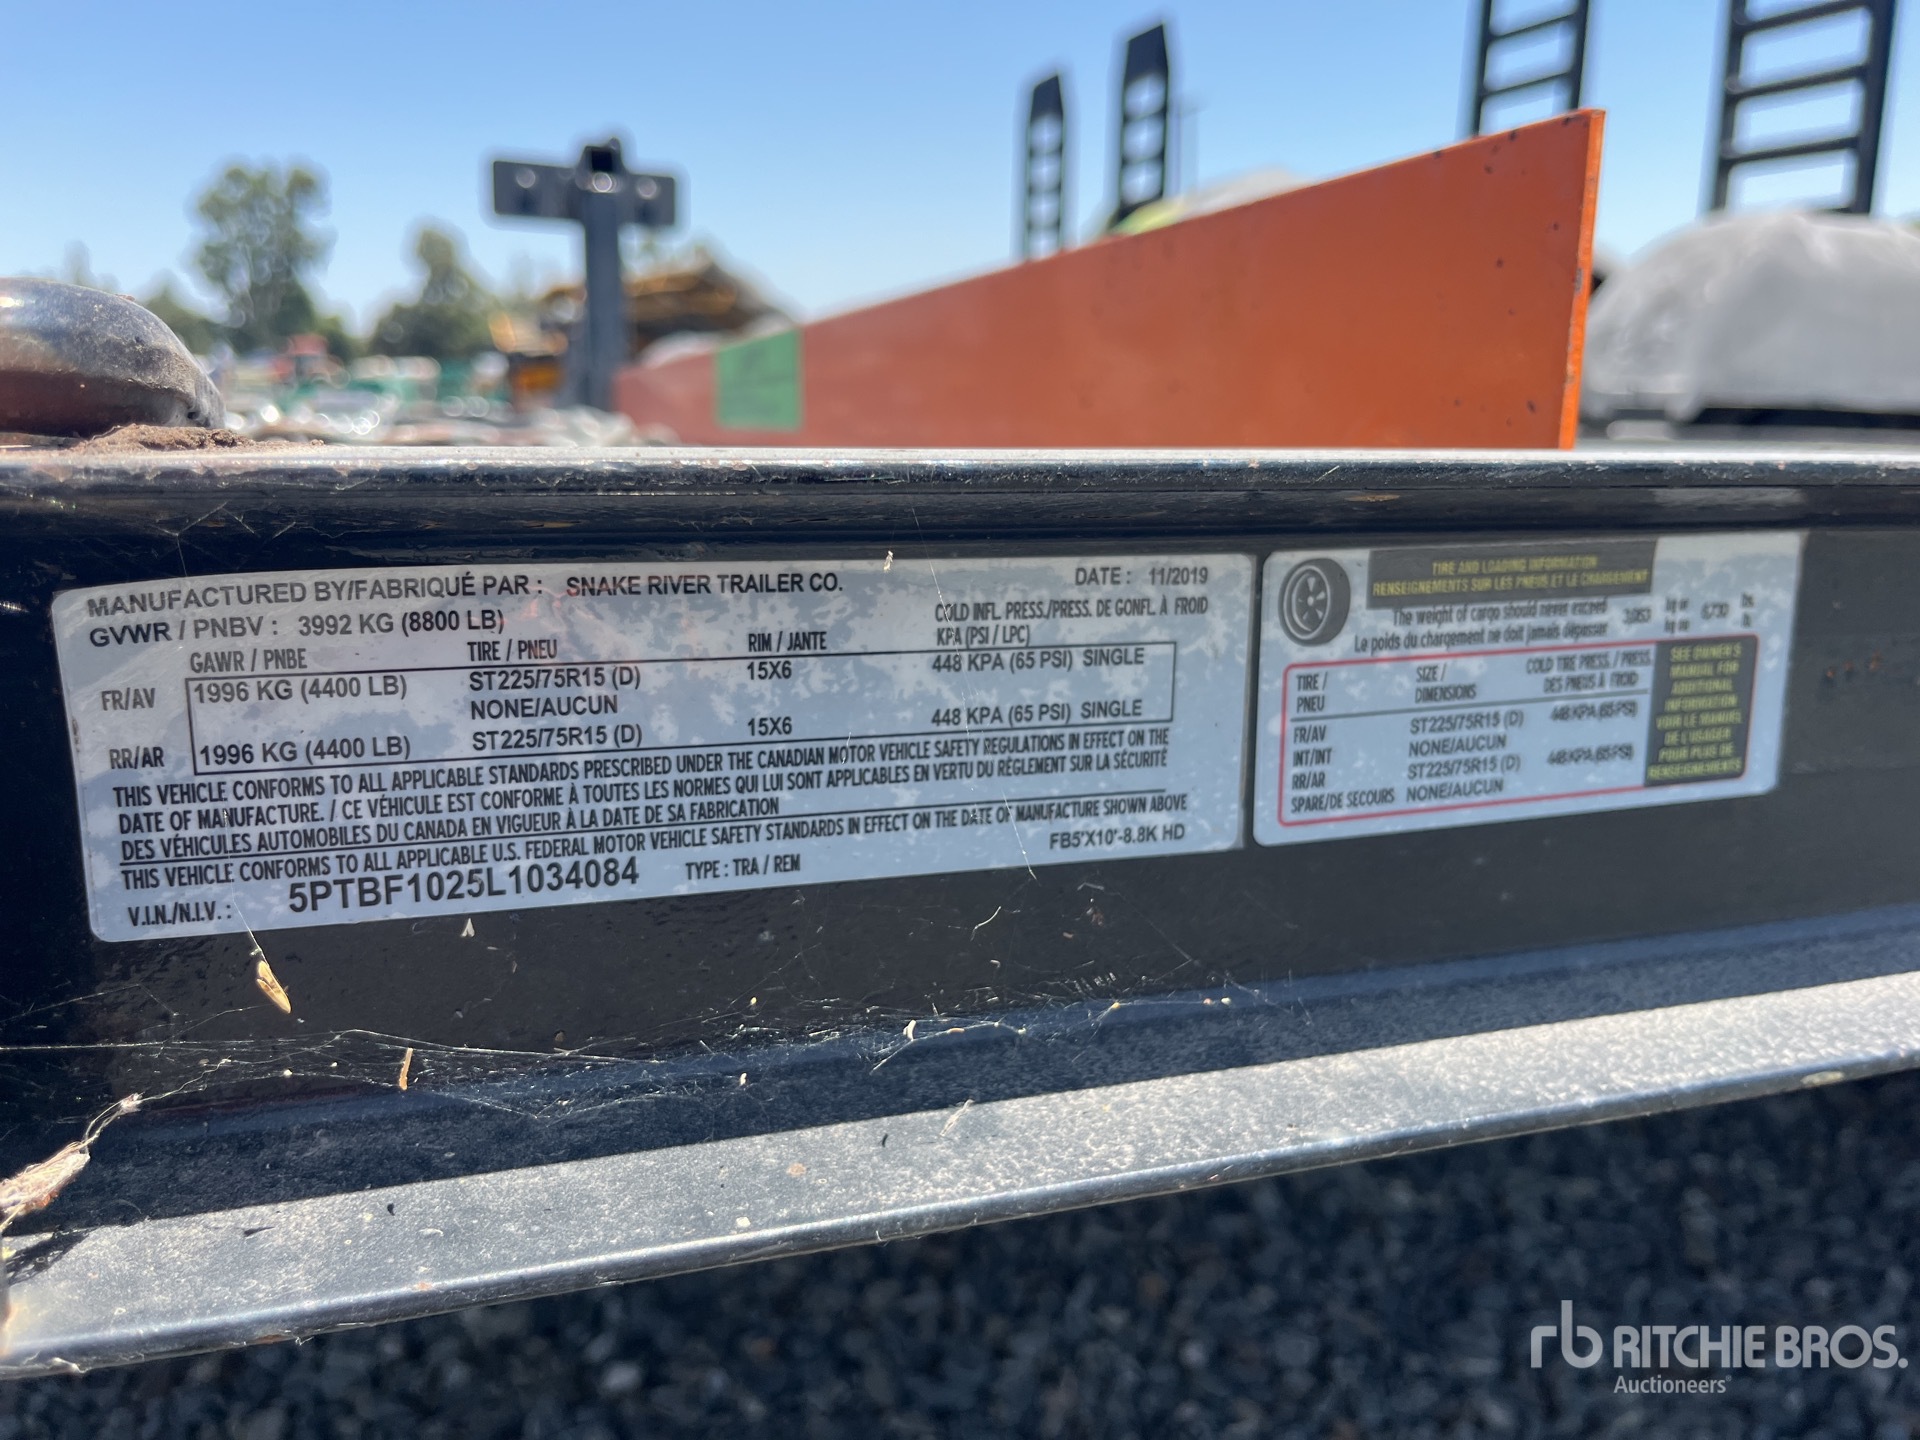 MANUFACTURED BY/FABRIQUÉ PAR : SNAKE RIVER TRAILER CO. DATE : 11/2019
GVWR / PNBV : 3992 KG (8800 LB) COLD INFL. PRESS./PRESS. DE GONFL. À FROID
GAWR / PNBE TIRE / PNEU RIM / JANTE KPA (PSI / LPC)
FR/AV 1996 KG (4400 LB) ST225/75R15 (D) 15X6 448 KPA (65 PSI) SINGLE
NONE/AUCUN
RR/AR 1996 KG (4400 LB) ST225/75R15 (D) 15X6 448 KPA (65 PSI) SINGLE
THIS VEHICLE CONFORMS TO ALL APPLICABLE STANDARDS PRESCRIBED UNDER THE CANADIAN MOTOR VEHICLE SAFETY REGULATIONS IN EFFECT ON THE
DATE OF MANUFACTURE. / CE VÉHICULE EST CONFORME À TOUTES LES NORMES QUI LUI SONT APPLICABLES EN VERTU DU RÈGLEMENT SUR LA SÉCURITÉ
DES VÉHICULES AUTOMOBILES DU CANADA EN VIGUEUR À LA DATE DE SA FABRICATION
THIS VEHICLE CONFORMS TO ALL APPLICABLE U.S. FEDERAL MOTOR VEHICLE SAFETY STANDARDS IN EFFECT ON THE DATE OF MANUFACTURE SHOWN ABOVE
V.I.N./N.I.V. : 5PTBF1025L1034084 TYPE : TRA / REM FB5'X10'-8.8K HD
TIRE AND LOADING INFORMATION
RENSEIGNEMENTS SUR LES PNEUS ET LE CHARGEMENT
The weight of cargo should never exceed kg or lbs.
Le poids du chargement ne doit jamais dépasser kg ou lb.
TIRE / SIZE / COLD TIRE PRESS. / PRESS.
PNEU DIMENSIONS DES PNEUS À FROID
FR/AV ST225/75R15 (D) 448 KPA (65 PSI)
INT/INT NONE/AUCUN
RR/AR ST225/75R15 (D) 448 KPA (65 PSI)
SPARE/DE SECOURS NONE/AUCUN
SEE OWNER'S
MANUAL FOR
ADDITIONAL
INFORMATION
VOIR LE MANUEL
DE L'USAGER
POUR PLUS DE
RENSEIGNEMENTS
rb RITCHIE BROS.
Auctioneers